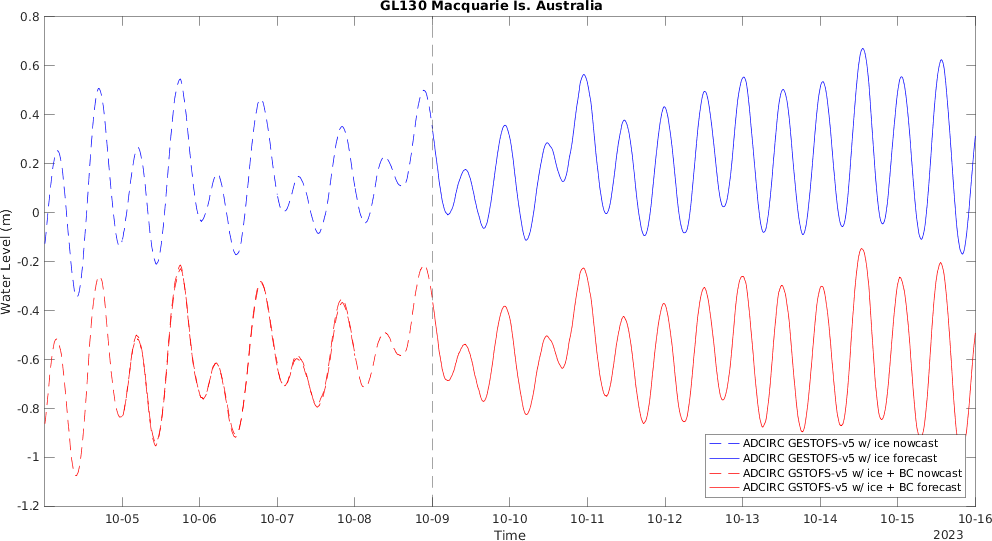 GL130 Macquarie Is. Australia
0.8
0.6
0.4
0.2
0
-0.2
-0.4
-0.6
-0.8
-1
-1.2
Water Level (m)
ADCIRC GESTOFS-v5 w/ ice nowcast
ADCIRC GESTOFS-v5 w/ ice forecast
ADCIRC GSTOFS-v5 w/ ice + BC nowcast
ADCIRC GSTOFS-v5 w/ ice + BC forecast
10-05 10-06 10-07 10-08 10-09 10-10 10-11 10-12 10-13 10-14 10-15 10-16
Time
2023